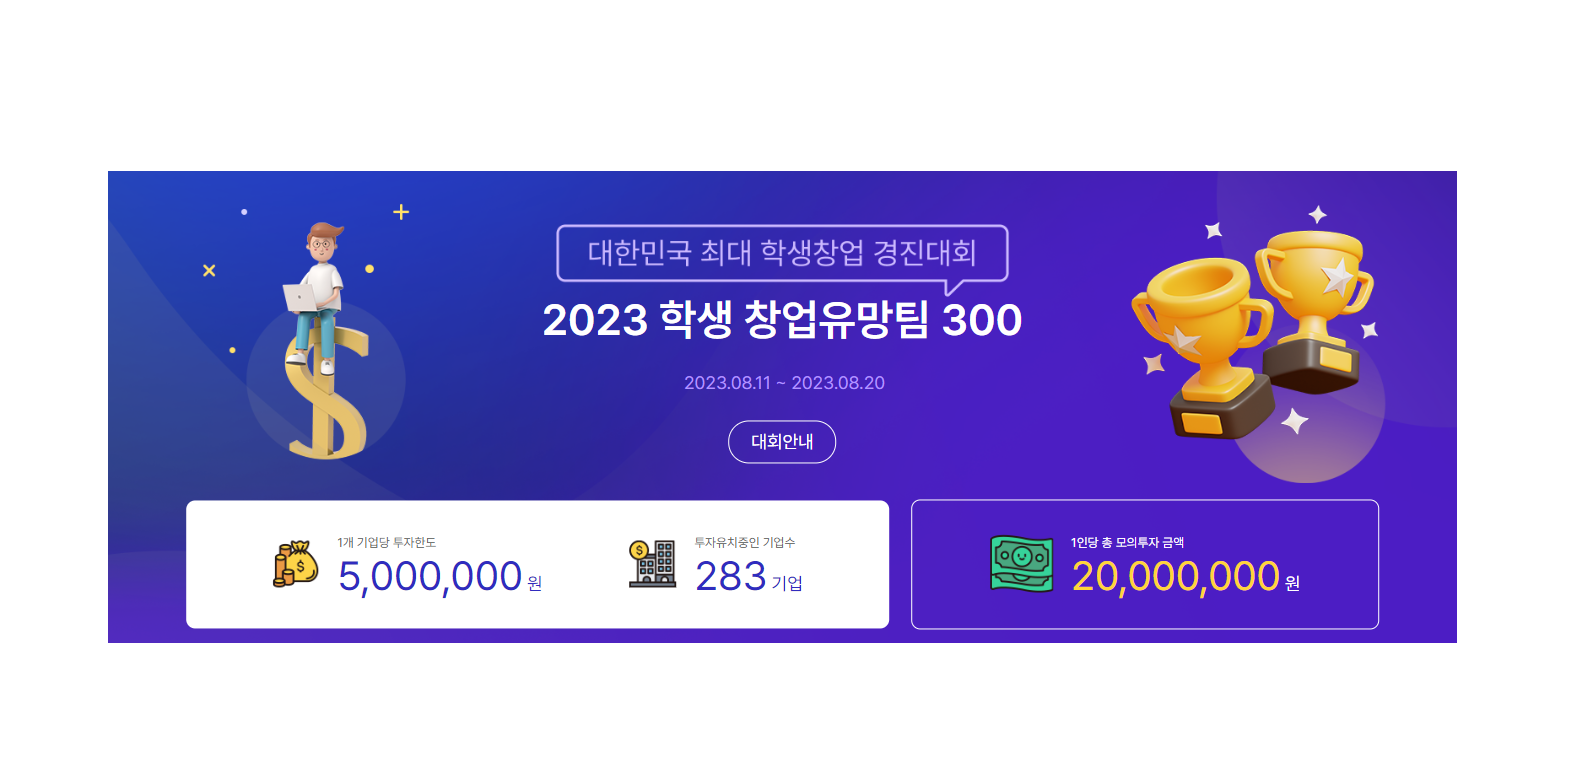 대한민국 최대 학생창업 경진대회
2023 학생 창업유망팀 300
2023.08.11 ~ 2023.08.20
대회안내
1개 기업당 투자한도
5,000,000 원
투자유치중인 기업수
283 기업
1인당 총 모의투자 금액
20,000,000 원